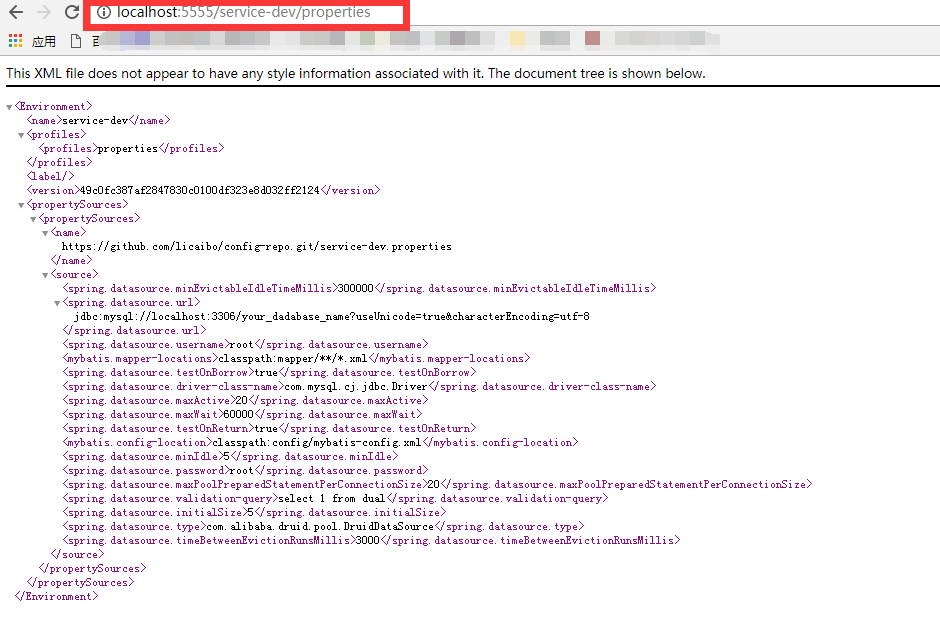 localhost:5555/service-dev/properties
应用
This XML file does not appear to have any style information associated with it. The document tree is shown below.
<Environment>
<name>service-dev</name>
<profiles>
<profiles>properties</profiles>
</profiles>
<label/>
<version>49c0fc387af2847830c0100df323e8d032ff2124</version>
<propertySources>
<propertySources>
<name>
https://github.com/licaibo/config-repo.git/service-dev.properties
</name>
<source>
<spring.datasource.minEvictableIdleTimeMillis>300000</spring.datasource.minEvictableIdleTimeMillis>
<spring.datasource.url>
jdbc:mysql://localhost:3306/your_dadabase_name?useUnicode=true&characterEncoding=utf-8
</spring.datasource.url>
<spring.datasource.username>root</spring.datasource.username>
<mybatis.mapper-locations>classpath:mapper/**/*.xml</mybatis.mapper-locations>
<spring.datasource.testOnBorrow>true</spring.datasource.testOnBorrow>
<spring.datasource.driver-class-name>com.mysql.cj.jdbc.Driver</spring.datasource.driver-class-name>
<spring.datasource.maxActive>20</spring.datasource.maxActive>
<spring.datasource.maxWait>60000</spring.datasource.maxWait>
<spring.datasource.testOnReturn>true</spring.datasource.testOnReturn>
<mybatis.config-location>classpath:config/mybatis-config.xml</mybatis.config-location>
<spring.datasource.minIdle>5</spring.datasource.minIdle>
<spring.datasource.password>root</spring.datasource.password>
<spring.datasource.maxPoolPreparedStatementPerConnectionSize>20</spring.datasource.maxPoolPreparedStatementPerConnectionSize>
<spring.datasource.validation-query>select 1 from dual</spring.datasource.validation-query>
<spring.datasource.initialSize>5</spring.datasource.initialSize>
<spring.datasource.type>com.alibaba.druid.pool.DruidDataSource</spring.datasource.type>
<spring.datasource.timeBetweenEvictionRunsMillis>3000</spring.datasource.timeBetweenEvictionRunsMillis>
</source>
</propertySources>
</propertySources>
</Environment>